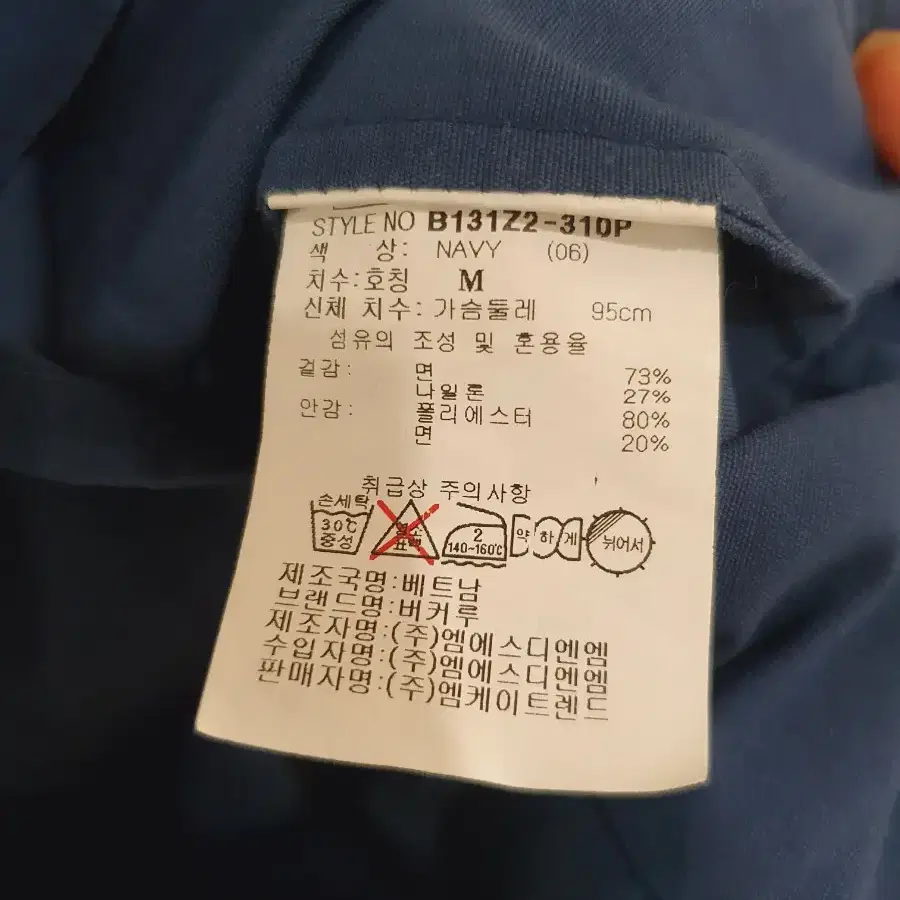 STYLE NO B131Z2-310P
색 상: NAVY (06)
치수:호칭 M
신체 치수: 가슴둘레 95cm
섬유의 조성 및 혼용율
겉감: 면 73%
나일론 27%
안감: 폴리에스터 80%
면 20%
취급상 주의사항
손세탁
30℃
중성
염소
표백
2
140~160℃
약하게
뉘어서
제조국명:베트남
브랜드명:버커루
제조자명:(주)엠에스디엔엠
수입자명:(주)엠에스디엔엠
판매자명:(주)엠케이트렌드